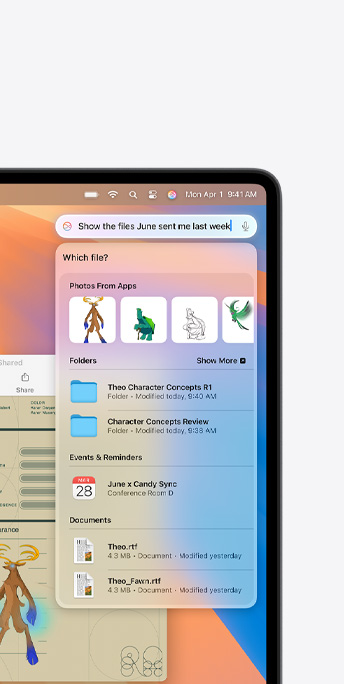 Mon Apr 1 9:41 AM
Show the files June sent me last week
Which file?
Photos From Apps
Folders
Show More
Shared
Share
Theo Character Concepts R1
Folder • Modified today, 9:40 AM
COLOR
Character Concepts Review
Folder • Modified today, 9:38 AM
Events & Reminders
28
June x Candy Sync
Conference Room D
Documents
Theo.rtf
4.3 MB • Document • Modified yesterday
Theo_Fawn.rtf
4.3 MB • Document • Modified yesterday